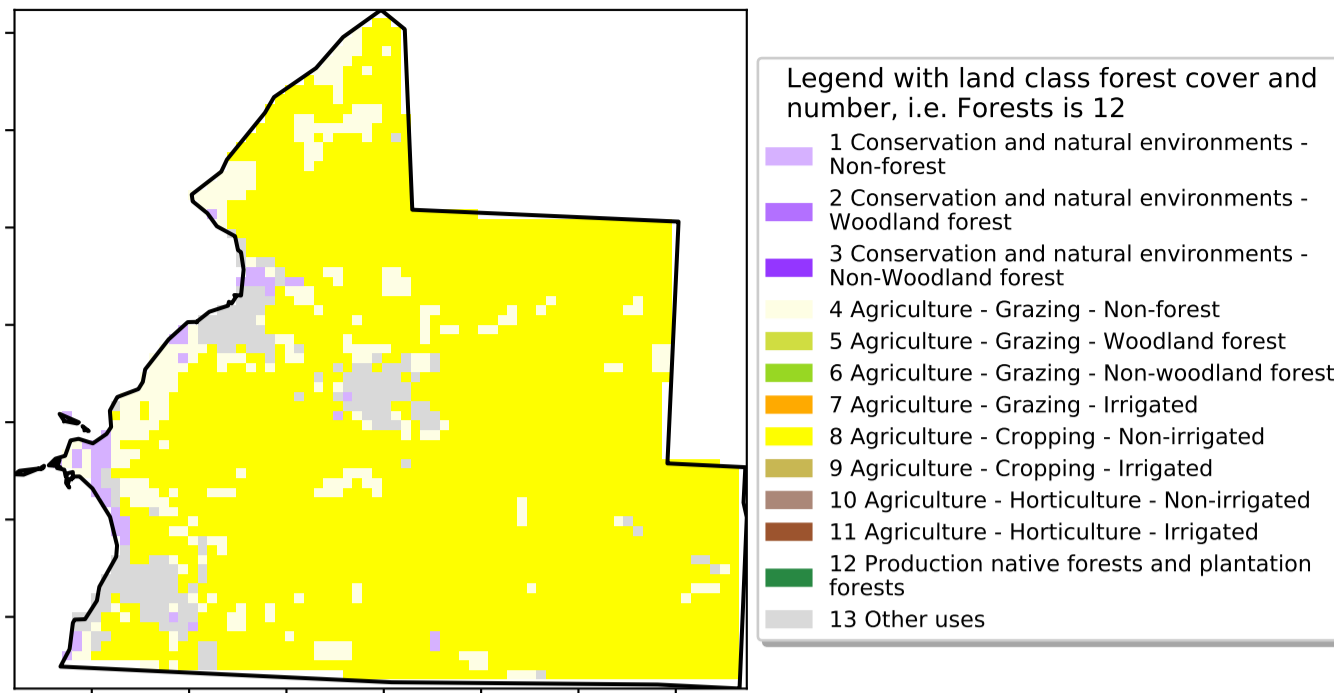 Legend with land class forest cover and
number, i.e. Forests is 12
1 Conservation and natural environments -
Non-forest
2 Conservation and natural environments -
Woodland forest
3 Conservation and natural environments -
Non-Woodland forest
4 Agriculture - Grazing - Non-forest
5 Agriculture - Grazing - Woodland forest
6 Agriculture - Grazing - Non-woodland forest
7 Agriculture - Grazing - Irrigated
8 Agriculture - Cropping - Non-irrigated
9 Agriculture - Cropping - Irrigated
10 Agriculture - Horticulture - Non-irrigated
11 Agriculture - Horticulture - Irrigated
12 Production native forests and plantation
forests
13 Other uses